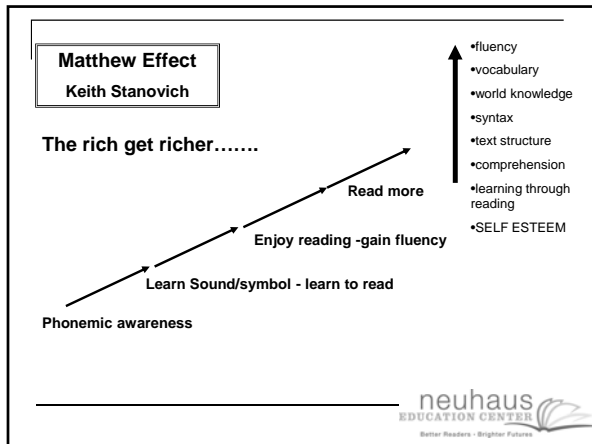 Matthew Effect
Keith Stanovich
The rich get richer.......
Read more
Enjoy reading -gain fluency
Learn Sound/symbol - learn to read
Phonemic awareness
•fluency
•vocabulary
•world knowledge
•syntax
•text structure
•comprehension
•learning through
reading
•SELF ESTEEM
neuhaus
EDUCATION CENTER
Better Readers - Brighter Futures